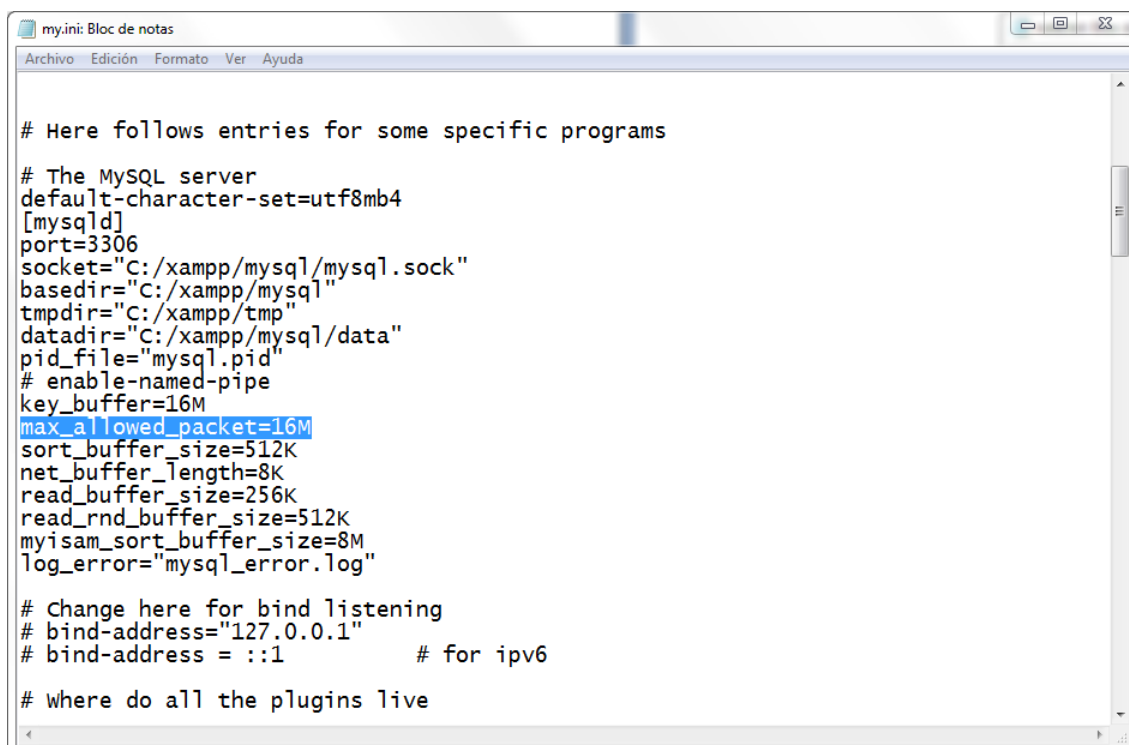 my.ini: Bloc de notas
Archivo Edición Formato Ver Ayuda
# Here follows entries for some specific programs
# The MySQL server
default-character-set=utf8mb4
[mysqld]
port=3306
socket="C:/xampp/mysql/mysql.sock"
basedir="C:/xampp/mysql"
tmpdir="C:/xampp/tmp"
datadir="C:/xampp/mysql/data"
pid_file="mysql.pid"
# enable-named-pipe
key_buffer=16M
max_allowed_packet=16M
sort_buffer_size=512K
net_buffer_length=8K
read_buffer_size=256K
read_rnd_buffer_size=512K
myisam_sort_buffer_size=8M
log_error="mysql_error.log"
# Change here for bind listening
# bind-address="127.0.0.1"
# bind-address = ::1          # for ipv6
# Where do all the plugins live